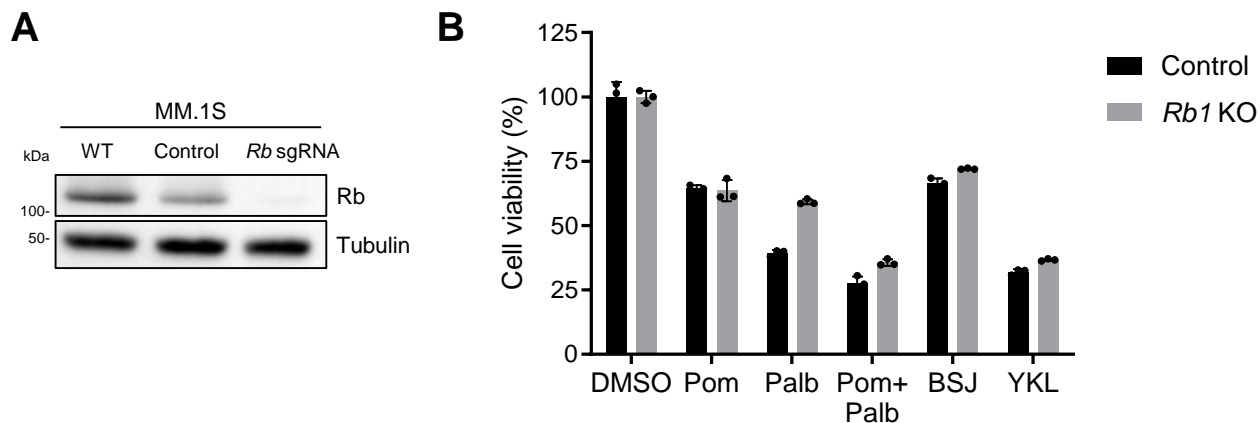 A
MM.1S
kDa
WT Control Rb sgRNA
Rb
100-
50-
Tubulin
B
Cell viability (%)
125
100
75
50
25
0
DMSO Pom Palb Pom+ BSJ YKL
Palb
Control
Rb1 KO